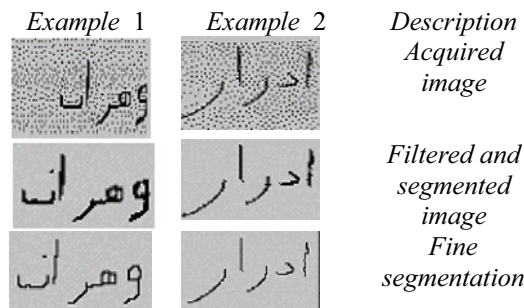 Example 1 Example 2 Description
وهران ادرار Acquired image
وهران ادرار Filtered and segmented image
وهران ادرار Fine segmentation